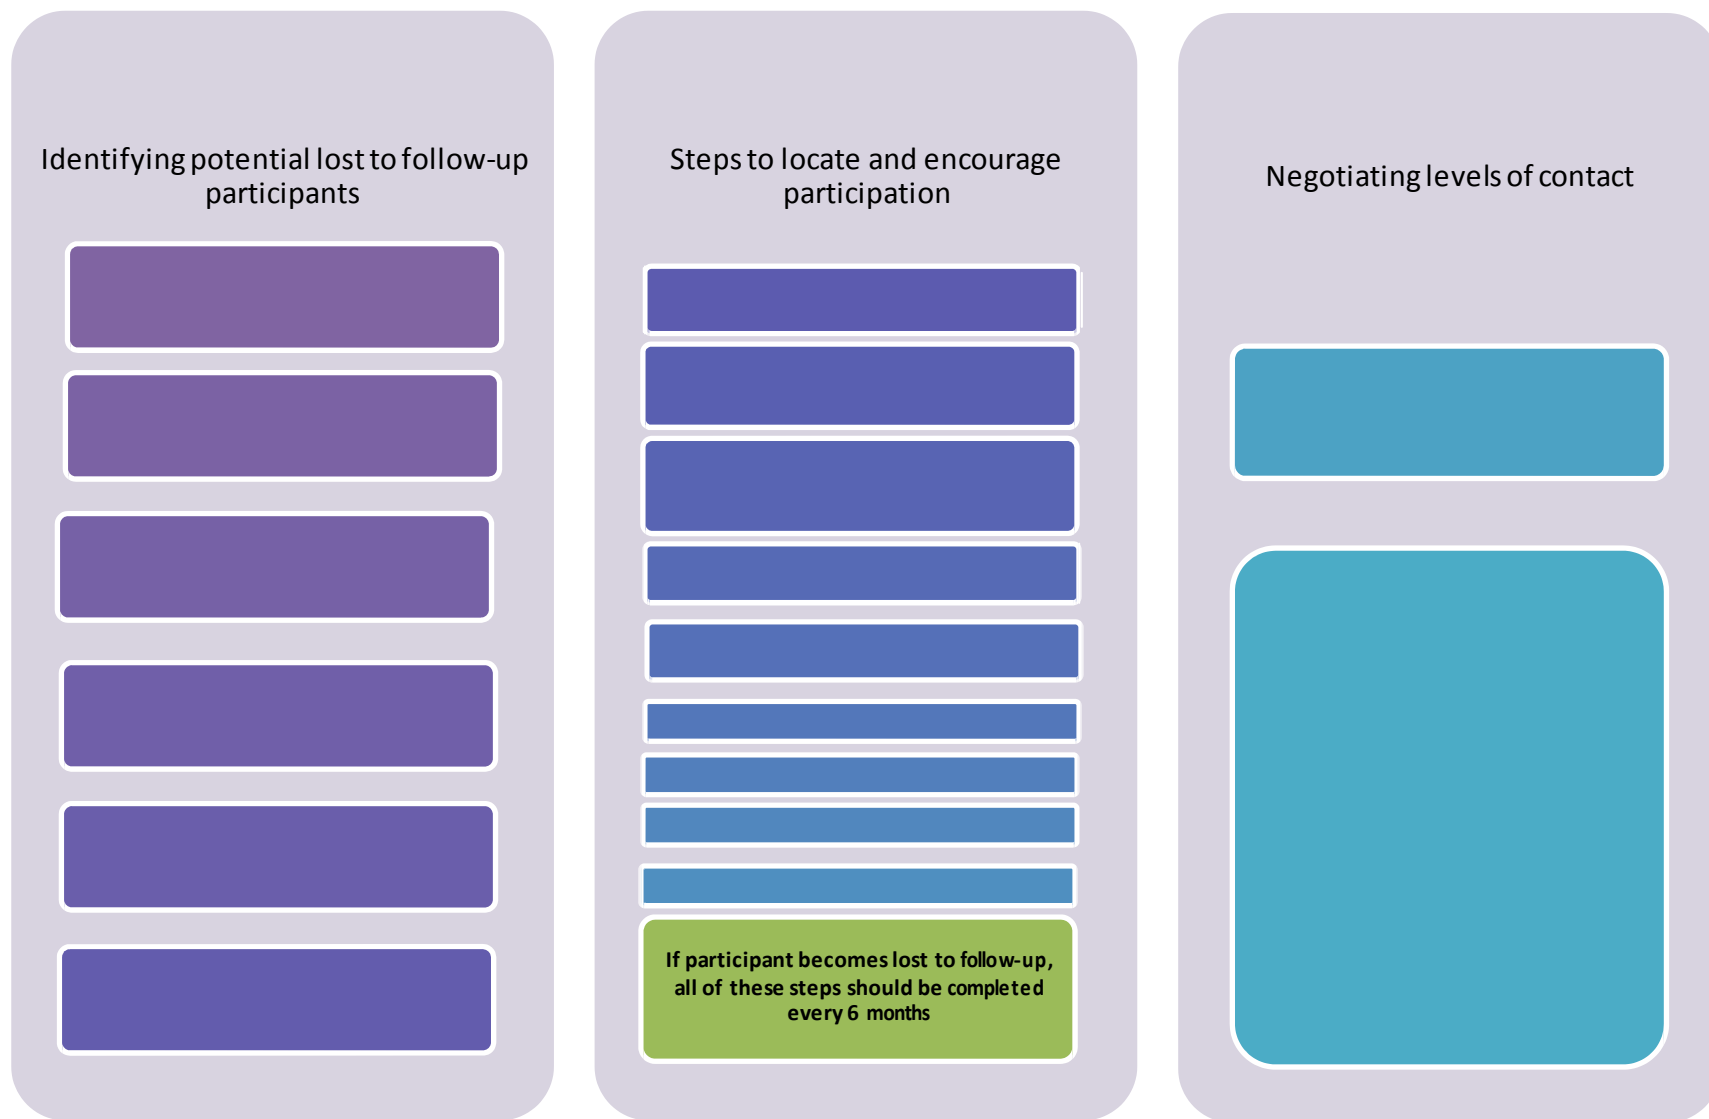 Identifying potential lost to follow-up
participants
Steps to locate and encourage
participation
Negotiating levels of contact
If participant becomes lost to follow-up,
all of these steps should be completed
every 6 months